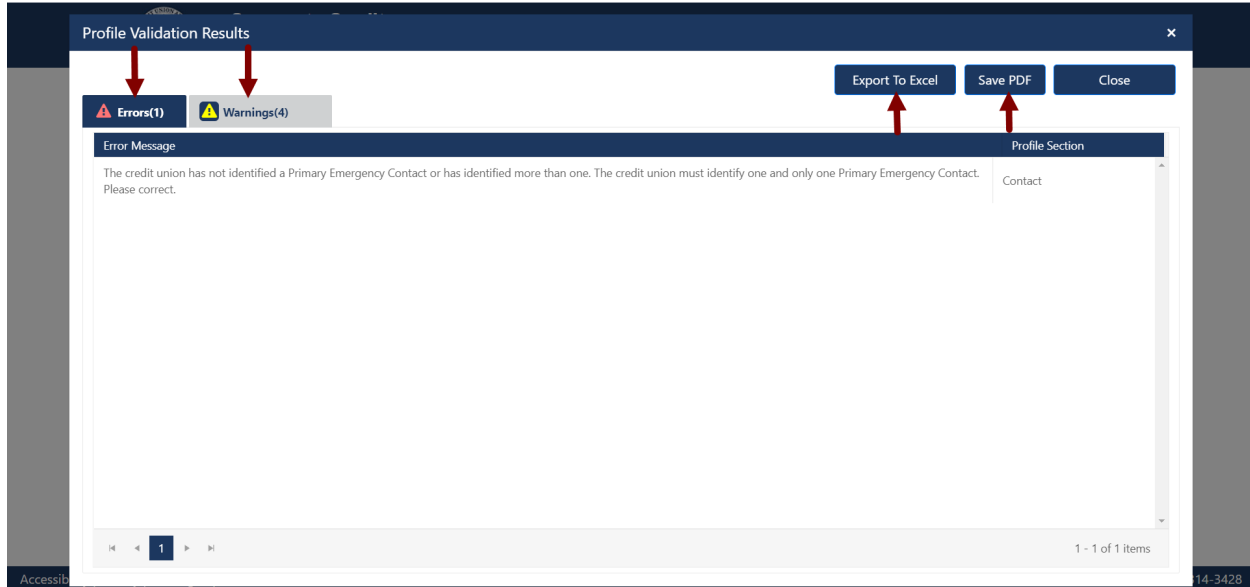 Profile Validation Results
×
Export To Excel
Save PDF
Close
Errors(1)
Warnings(4)
Error Message
Profile Section
The credit union has not identified a Primary Emergency Contact or has identified more than one. The credit union must identify one and only one Primary Emergency Contact.
Please correct.
Contact
1
1 - 1 of 1 items
14-3428